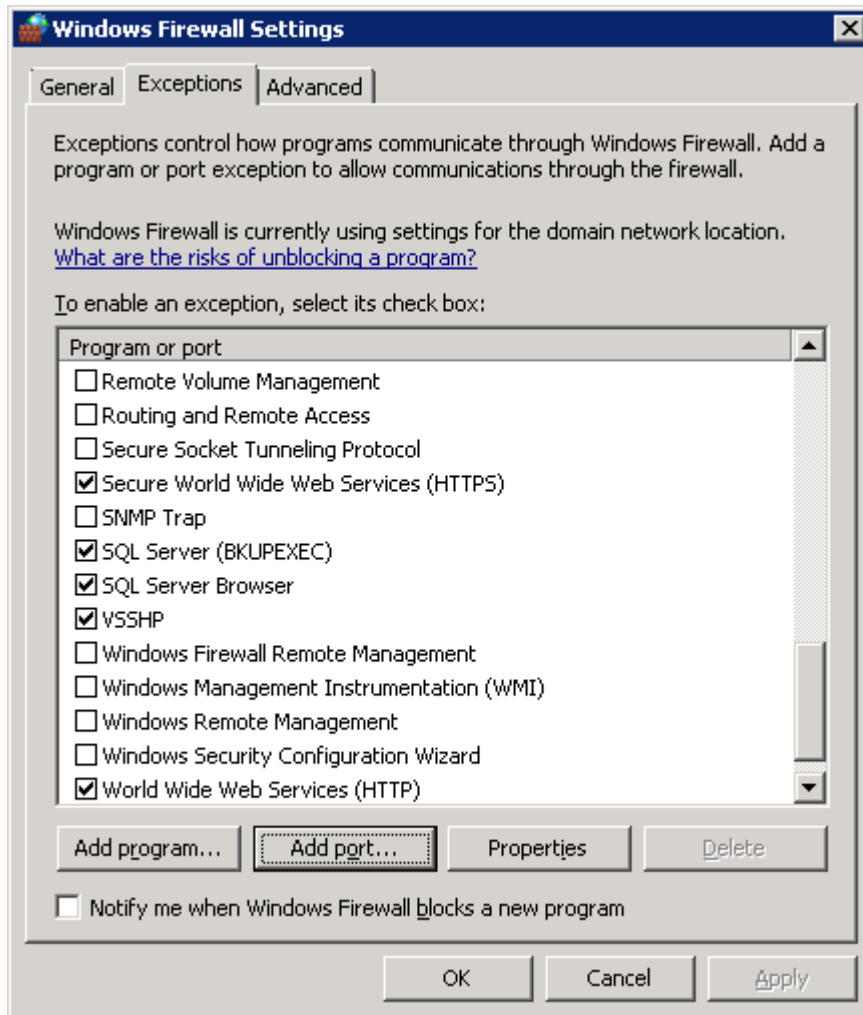 Windows Firewall Settings
General Exceptions Advanced
Exceptions control how programs communicate through Windows Firewall. Add a
program or port exception to allow communications through the firewall.
Windows Firewall is currently using settings for the domain network location.
What are the risks of unblocking a program?
To enable an exception, select its check box:
Program or port
Remote Volume Management
Routing and Remote Access
Secure Socket Tunneling Protocol
Secure World Wide Web Services (HTTPS)
SNMP Trap
SQL Server (BKUPEXEC)
SQL Server Browser
VSSHP
Windows Firewall Remote Management
Windows Management Instrumentation (WMI)
Windows Remote Management
Windows Security Configuration Wizard
World Wide Web Services (HTTP)
Add program... Add port... Properties Delete
Notify me when Windows Firewall blocks a new program
OK Cancel Apply